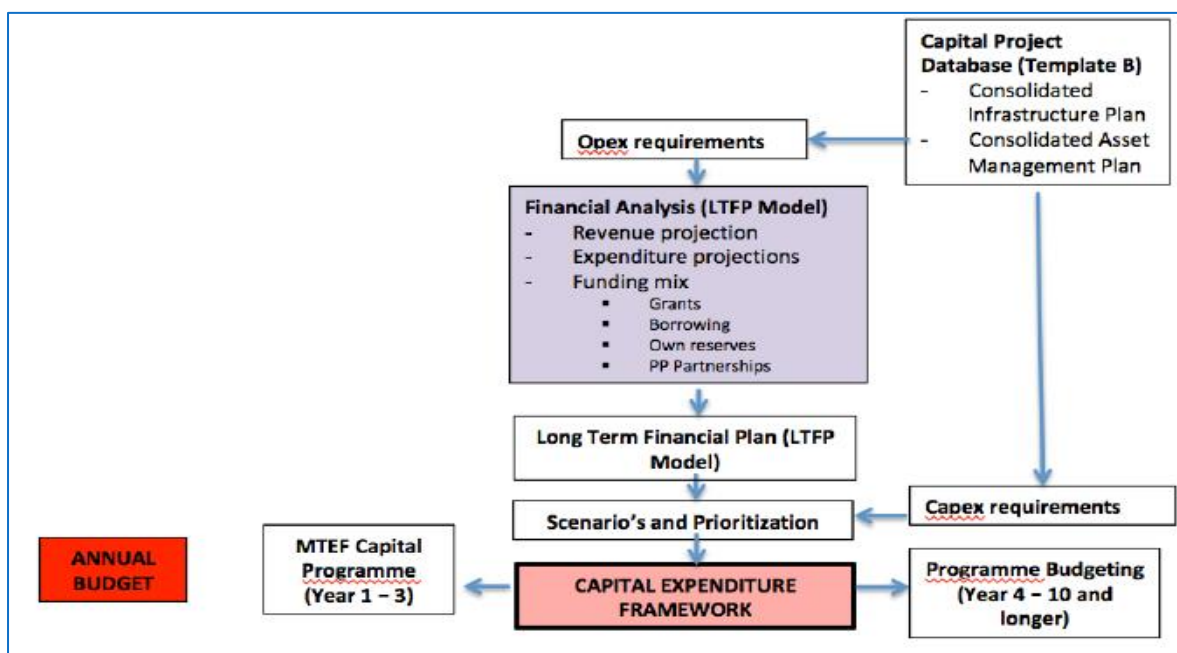 Capital Project
Database (Template B)
- Consolidated
Infrastructure Plan
- Consolidated Asset
Management Plan
Opex requirements
Financial Analysis (LTFP Model)
- Revenue projection
- Expenditure projections
- Funding mix
▪ Grants
▪ Borrowing
▪ Own reserves
▪ PP Partnerships
Long Term Financial Plan (LTFP
Model)
Scenario's and Prioritization
Capex requirements
ANNUAL
BUDGET
MTEF Capital
Programme
(Year 1 – 3)
CAPITAL EXPENDITURE
FRAMEWORK
Programme Budgeting
(Year 4 – 10 and
longer)